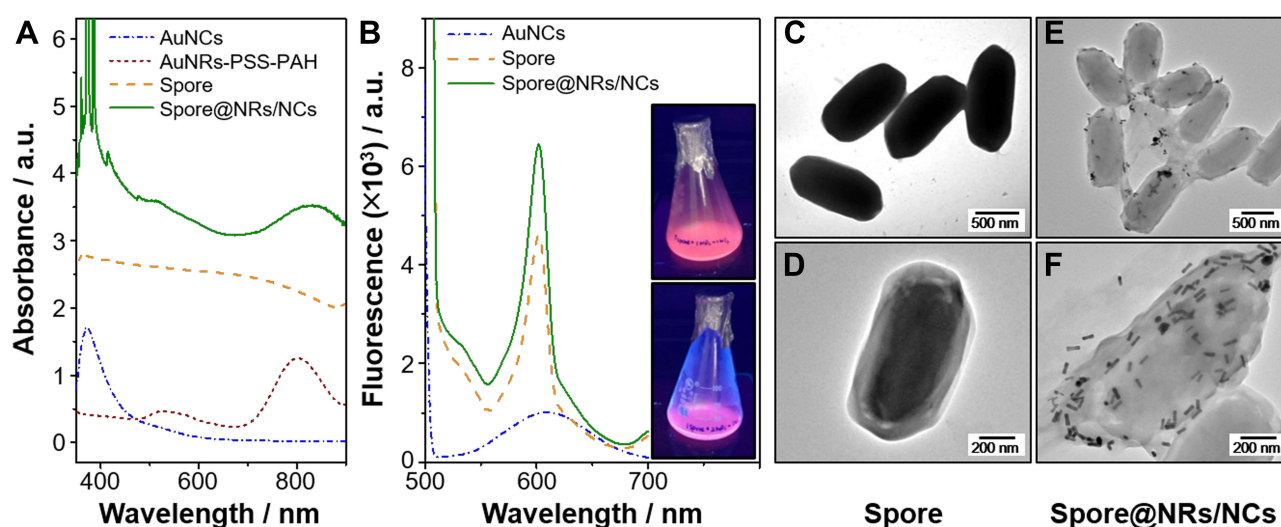 A
Absorbance / a.u.
6
5
4
3
2
1
0
AuNCs
AuNRs-PSS-PAH
Spore
Spore@NRs/NCs
400
600
800
Wavelength / nm
B
Fluorescence (×10³) / a.u.
8
6
4
2
0
AuNCs
Spore
Spore@NRs/NCs
500
600
700
Wavelength / nm
C
500 nm
D
200 nm
Spore
E
500 nm
F
200 nm
Spore@NRs/NCs